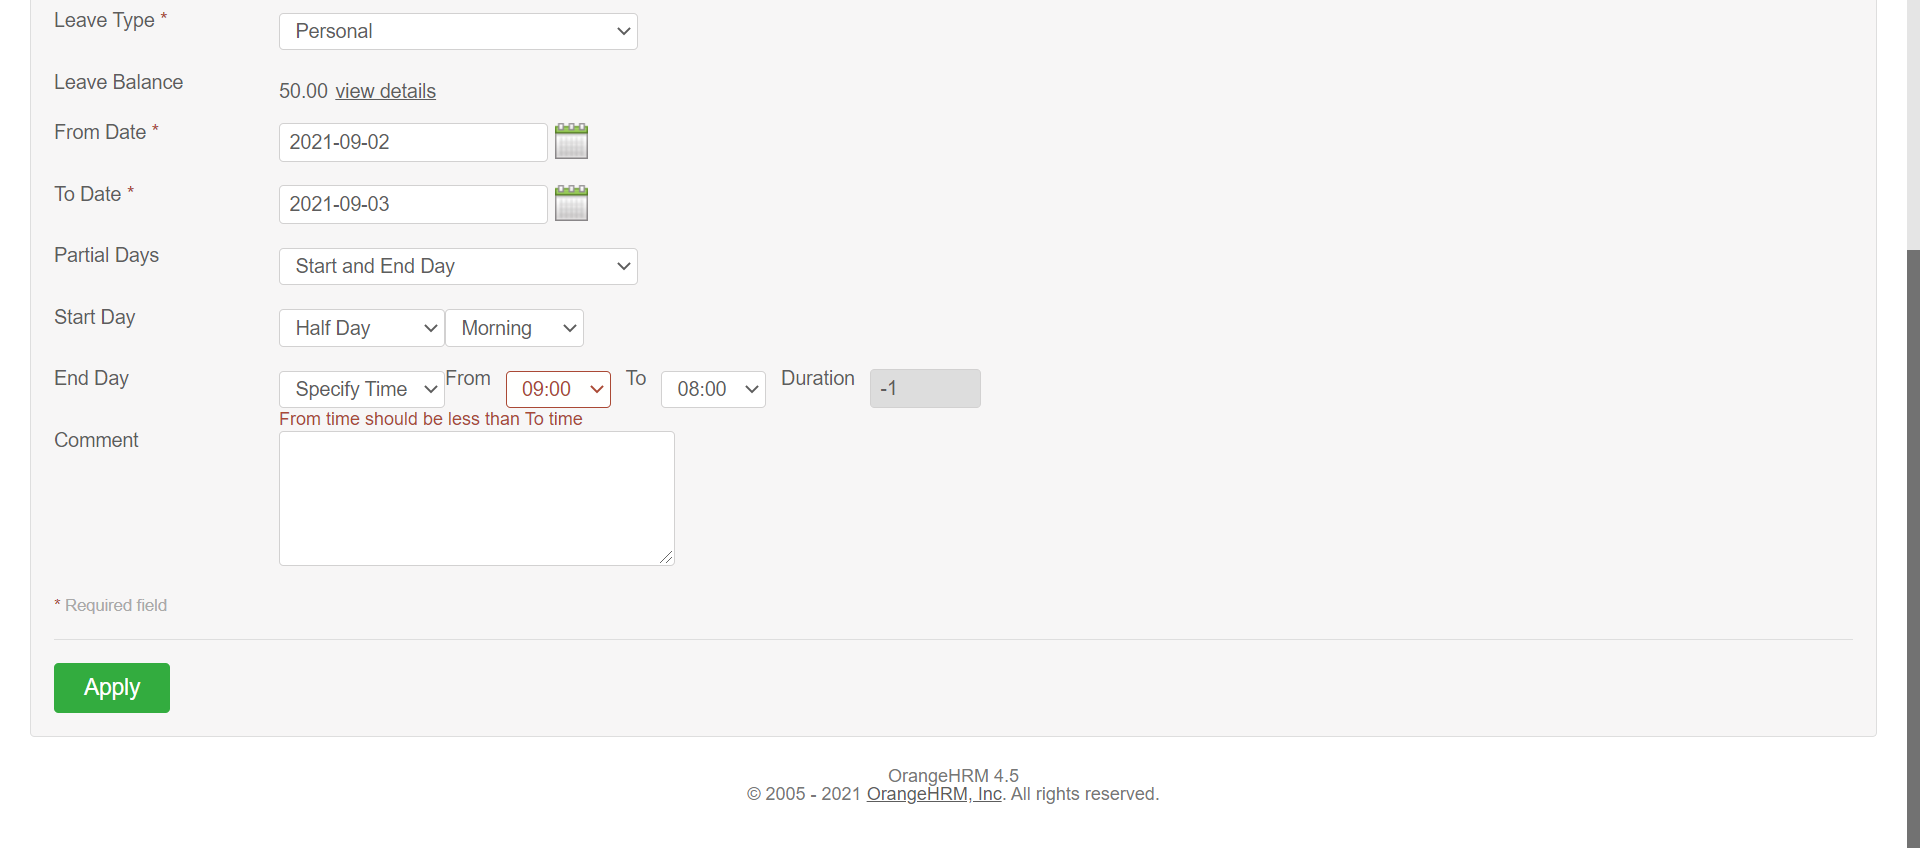 Leave Type *
Personal
Leave Balance
50.00 view details
From Date *
2021-09-02
To Date *
2021-09-03
Partial Days
Start and End Day
Start Day
Half Day Morning
End Day
Specify Time From 09:00 To 08:00 Duration -1
From time should be less than To time
Comment
* Required field
Apply
OrangeHRM 4.5
© 2005 - 2021 OrangeHRM, Inc. All rights reserved.